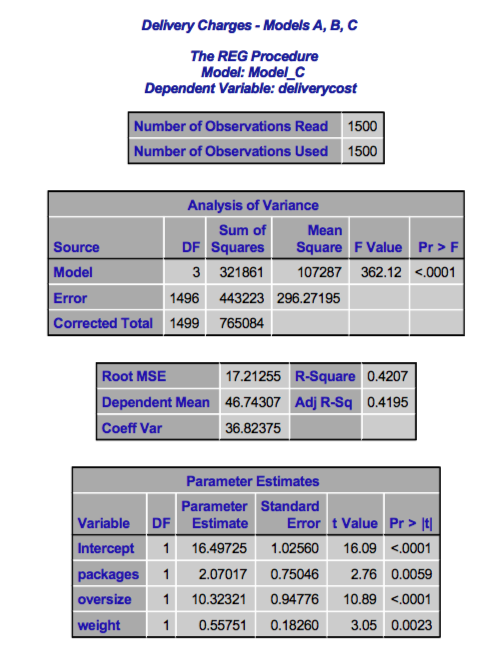 Delivery Charges - Models A, B, C
The REG Procedure
Model: Model_C
Dependent Variable: deliverycost
Number of Observations Read 1500
Number of Observations Used 1500
Analysis of Variance
Source DF Sum of Squares Mean Square F Value Pr > F
Model 3 321861 107287 362.12 <.0001
Error 1496 443223 296.27195
Corrected Total 1499 765084
Root MSE 17.21255 R-Square 0.4207
Dependent Mean 46.74307 Adj R-Sq 0.4195
Coeff Var 36.82375
Parameter Estimates
Variable DF Parameter Estimate Standard Error t Value Pr > |t|
Intercept 1 16.49725 1.02560 16.09 <.0001
packages 1 2.07017 0.75046 2.76 0.0059
oversize 1 10.32321 0.94776 10.89 <.0001
weight 1 0.55751 0.18260 3.05 0.0023